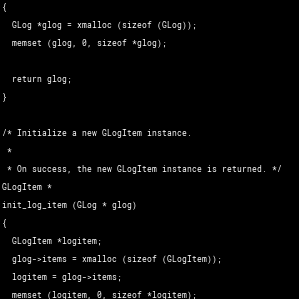 {
  GLog *glog = xmalloc (sizeof (GLog));
  memset (glog, 0, sizeof *glog);

  return glog;
}

/* Initialize a new GLogItem instance.
 *
 * On success, the new GLogItem instance is returned. */
GLogItem *
init_log_item (GLog * glog)
{
  GLogItem *logitem;
  glog->items = xmalloc (sizeof (GLogItem));
  logitem = glog->items;
  memset (logitem, 0, sizeof *logitem);